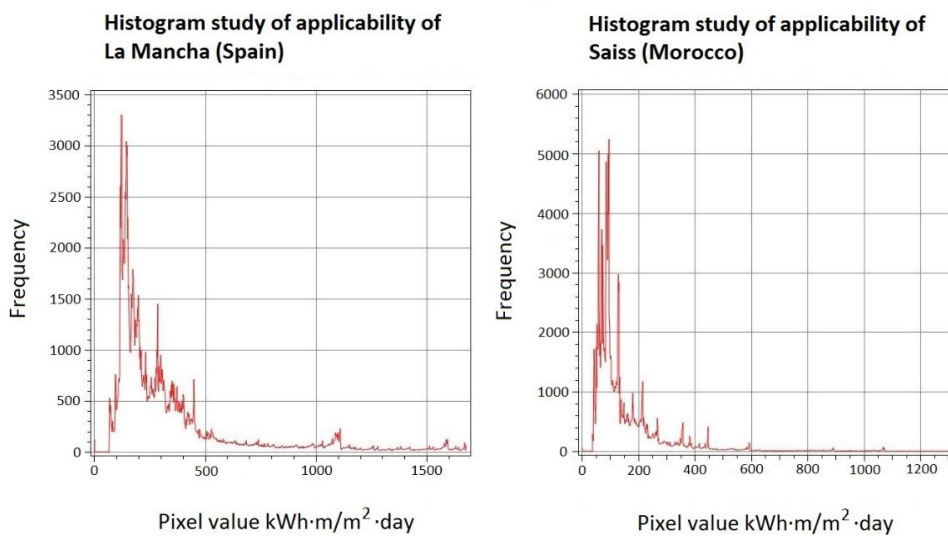 Histogram study of applicability of
La Mancha (Spain)
3500
3000
2500
2000
1500
1000
500
0
Frequency
0 500 1000 1500
Pixel value kWh·m/m²·day
Histogram study of applicability of
Saiss (Morocco)
6000
5000
4000
3000
2000
1000
0
Frequency
0 200 400 600 800 1000 1200
Pixel value kWh·m/m²·day